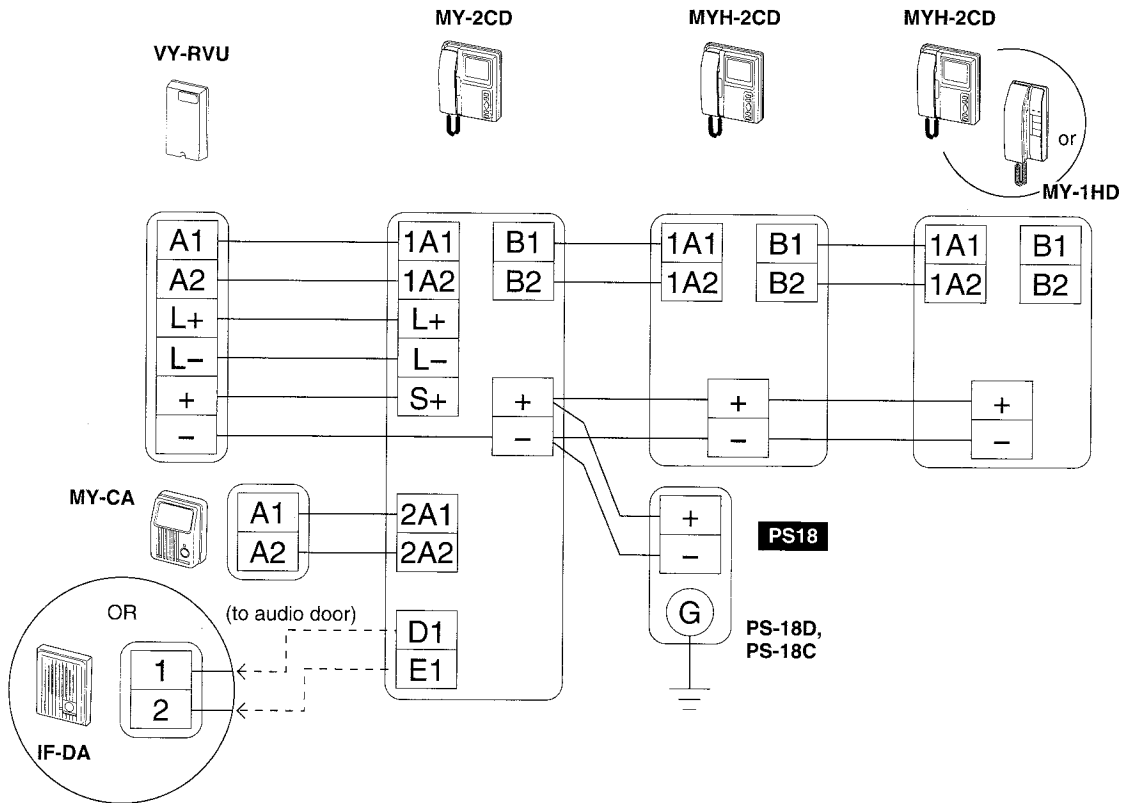 MY-2CD
MYH-2CD
MYH-2CD
VY-RVU
or
MY-1HD
A1
1A1
B1
1A1
B1
1A1
B1
A2
1A2
B2
1A2
B2
1A2
B2
L+
L+
L−
L−
+
S+
+
+
+
−
−
−
−
MY-CA
A1
2A1
+
PS18
A2
2A2
−
OR
(to audio door)
D1
G
PS-18D,
1
E1
PS-18C
2
IF-DA